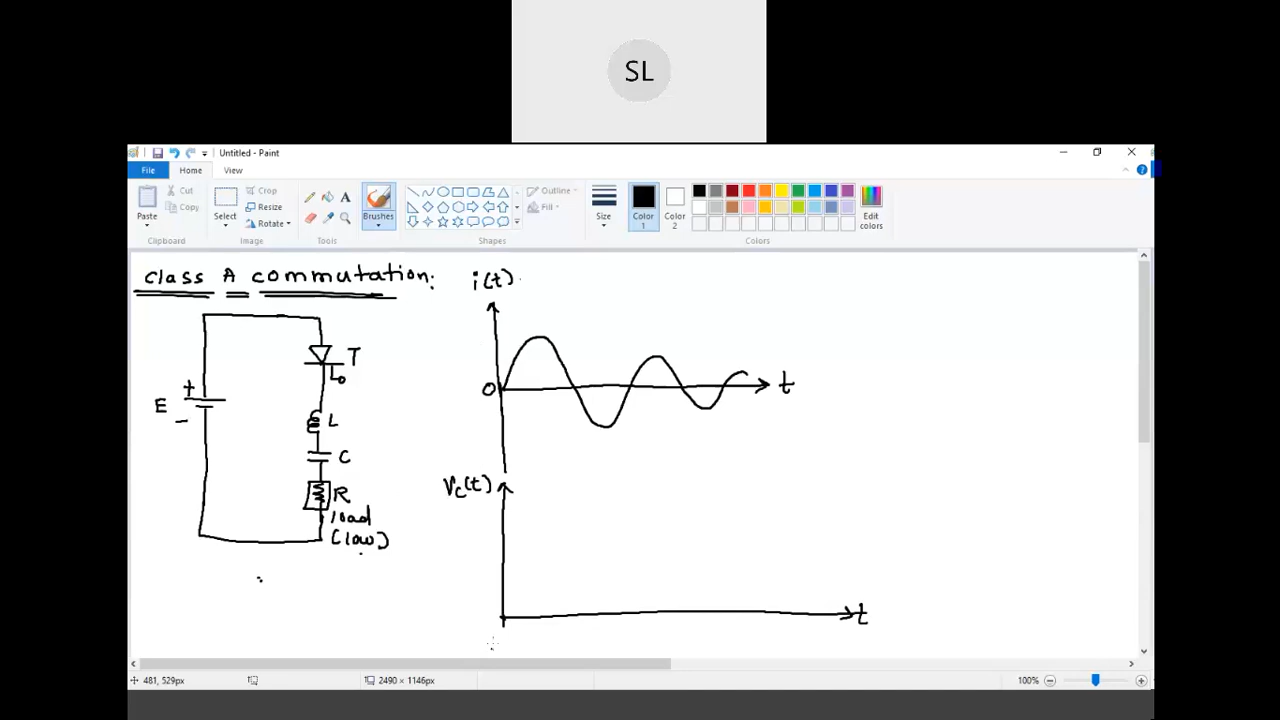 SL
Untitled - Paint
File Home View
Paste
Cut
Copy
Clipboard
Select
Crop
Resize
Rotate
Image
A
Tools
Brushes
Outline
Fill
Shapes
Size
Color 1
Color 2
Edit colors
Colors
Class A commutation:
i(t)
T
+
E
-
L
C
R
load
(low)
0
t
Vc(t)
t
481, 529px
2490 × 1146px
100%